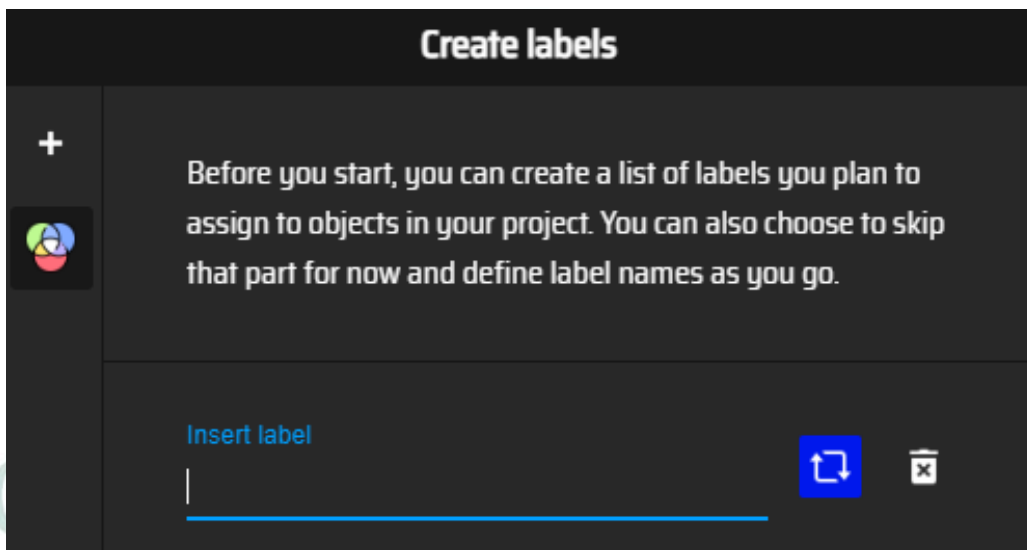 Create labels
Before you start, you can create a list of labels you plan to
assign to objects in your project. You can also choose to skip
that part for now and define label names as you go.
Insert label